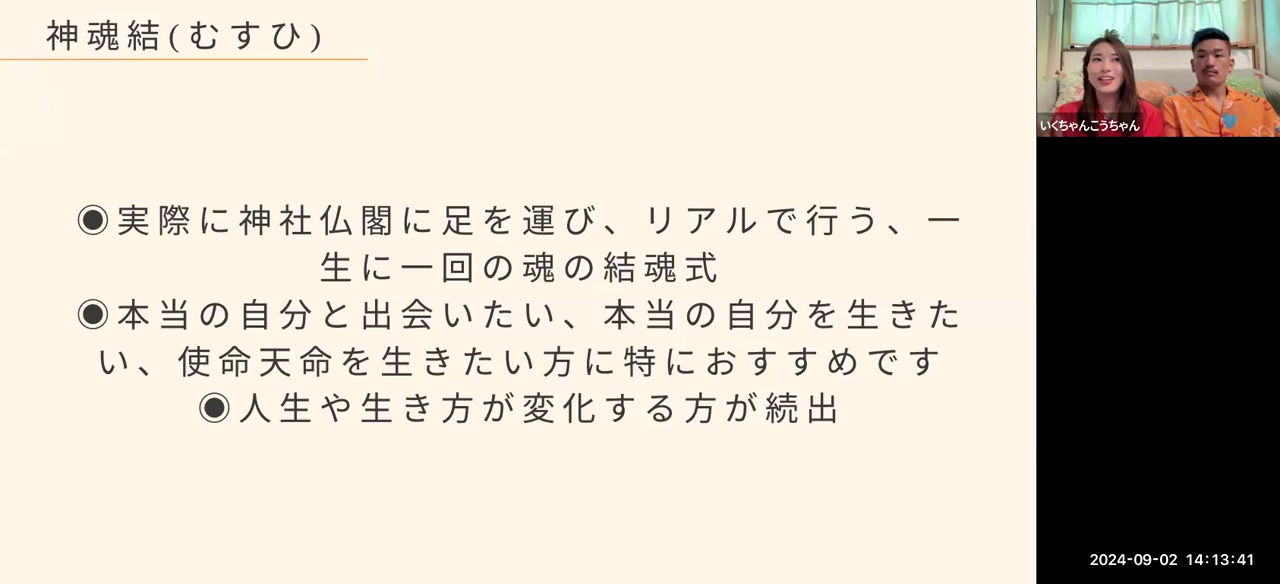 神魂結(むすひ)
◉実際に神社仏閣に足を運び、リアルで行う、一
生に一回の魂の結魂式
◉本当の自分と出会いたい、本当の自分を生きた
い、使命天命を生きたい方に特におすすめです
◉人生や生き方が変化する方が続出
いくちゃんこうちゃん
2024-09-02 14:13:41